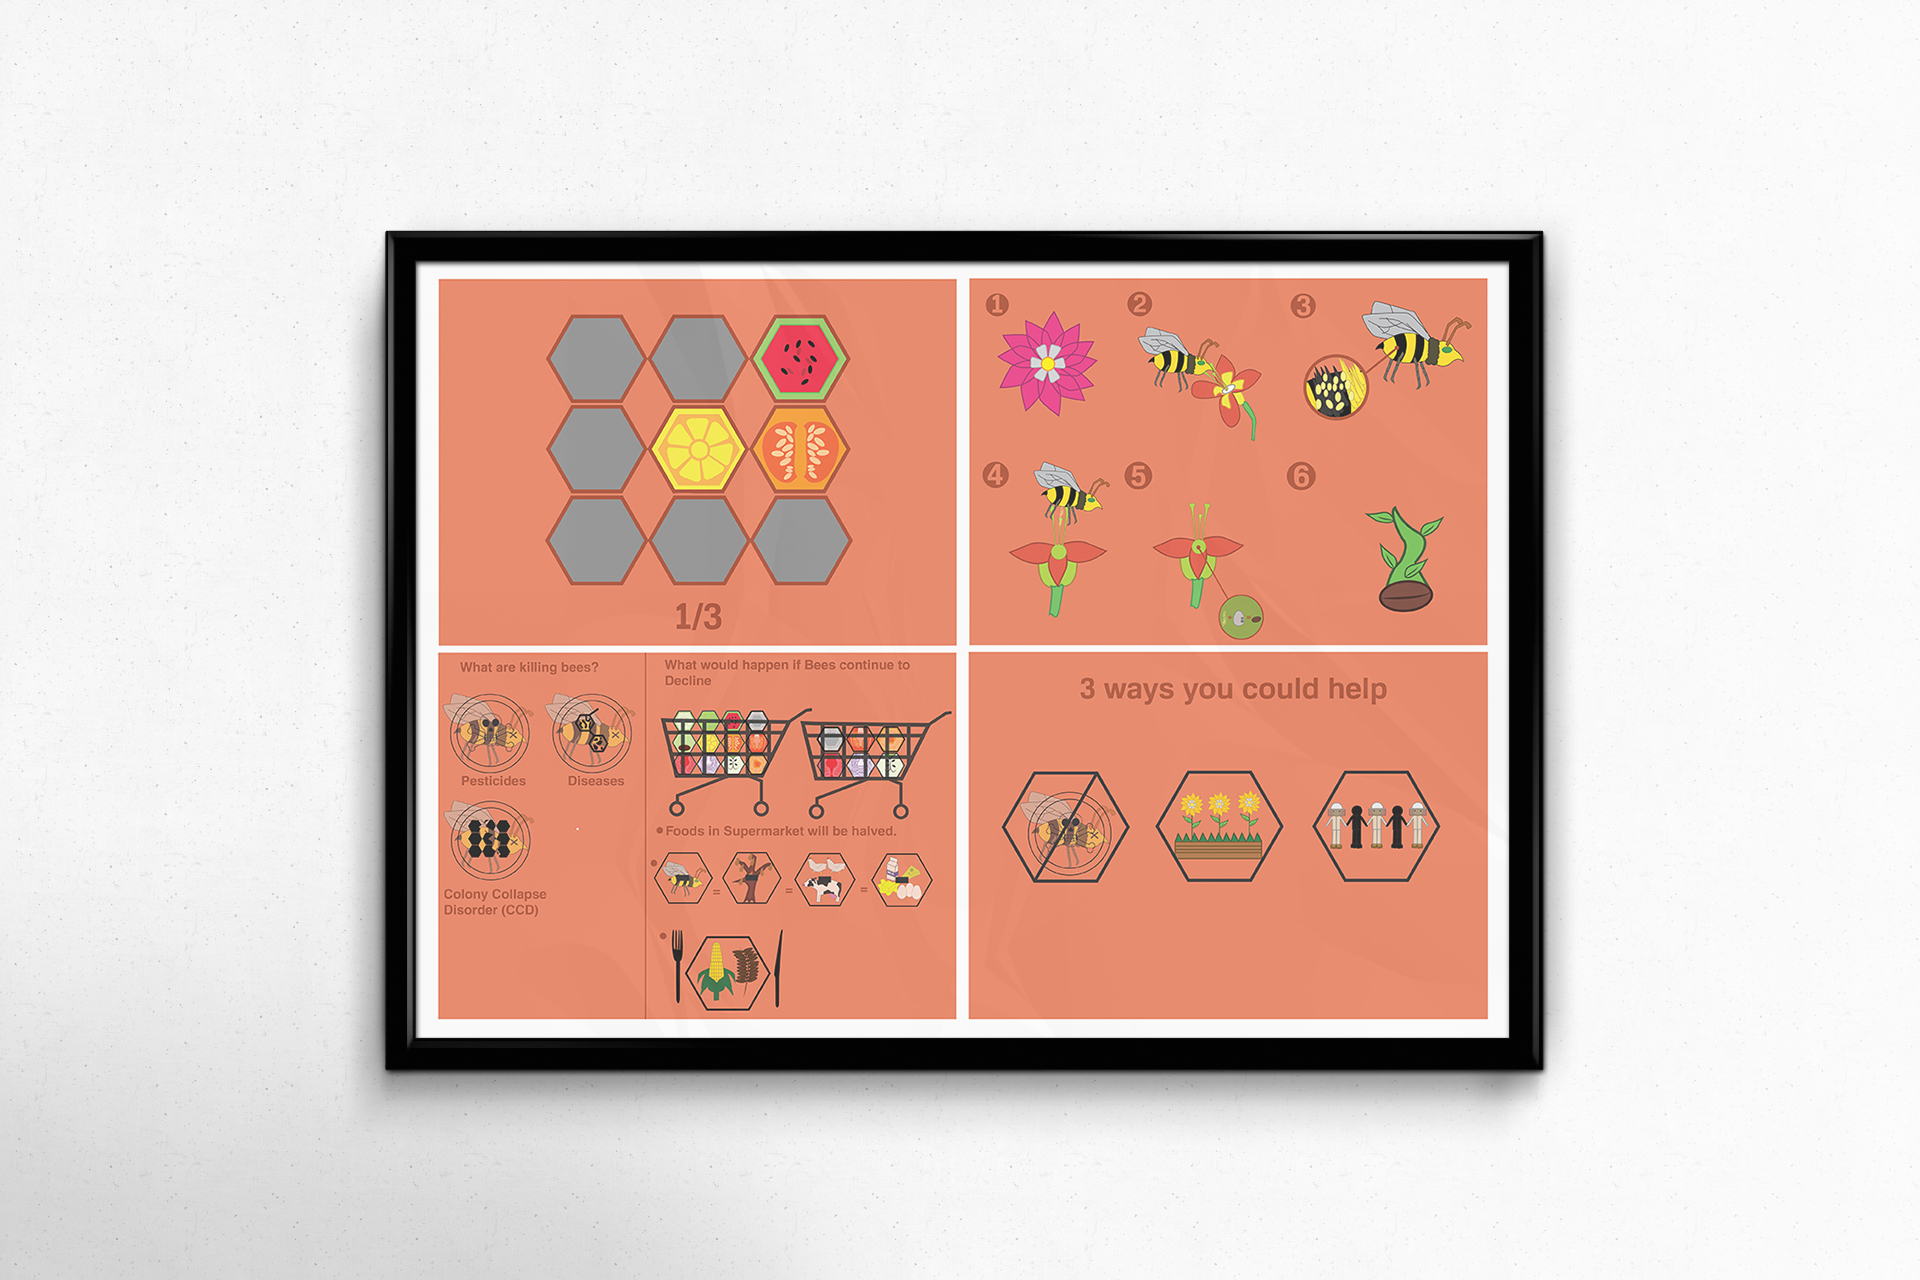 1/3
1
2
3
4
5
6
What are killing bees?
Pesticides
Diseases
Colony Collapse
Disorder (CCD)
What would happen if Bees continue to
Decline
Foods in Supermarket will be halved.
=
=
=
3 ways you could help